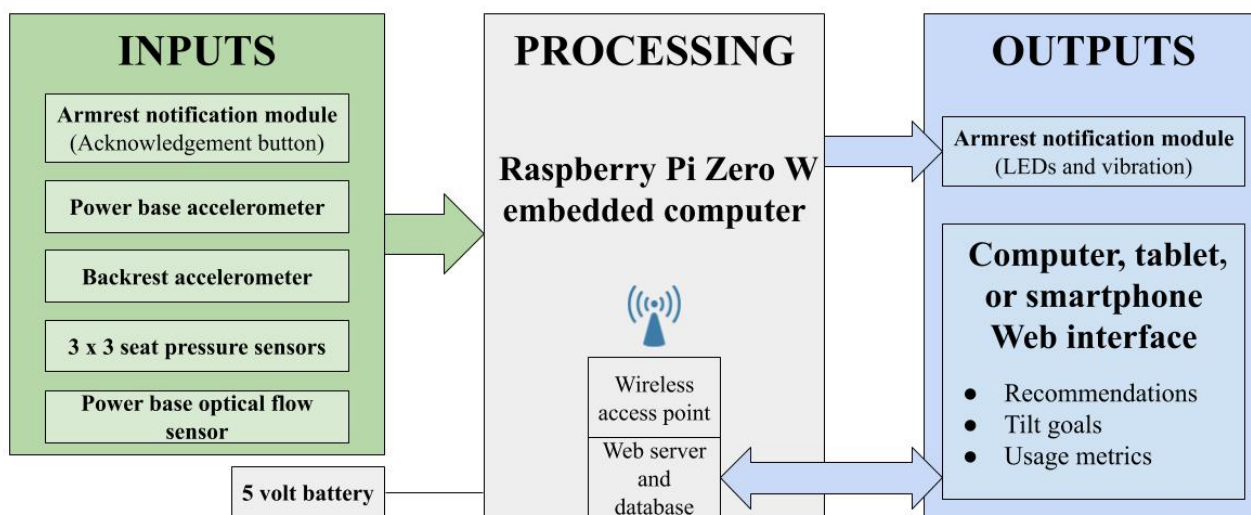 INPUTS
Armrest notification module
(Acknowledgement button)
Power base accelerometer
Backrest accelerometer
3 x 3 seat pressure sensors
Power base optical flow
sensor
5 volt battery
PROCESSING
Raspberry Pi Zero W
embedded computer
Wireless
access point
Web server
and
database
OUTPUTS
Armrest notification module
(LEDs and vibration)
Computer, tablet,
or smartphone
Web interface
● Recommendations
● Tilt goals
● Usage metrics